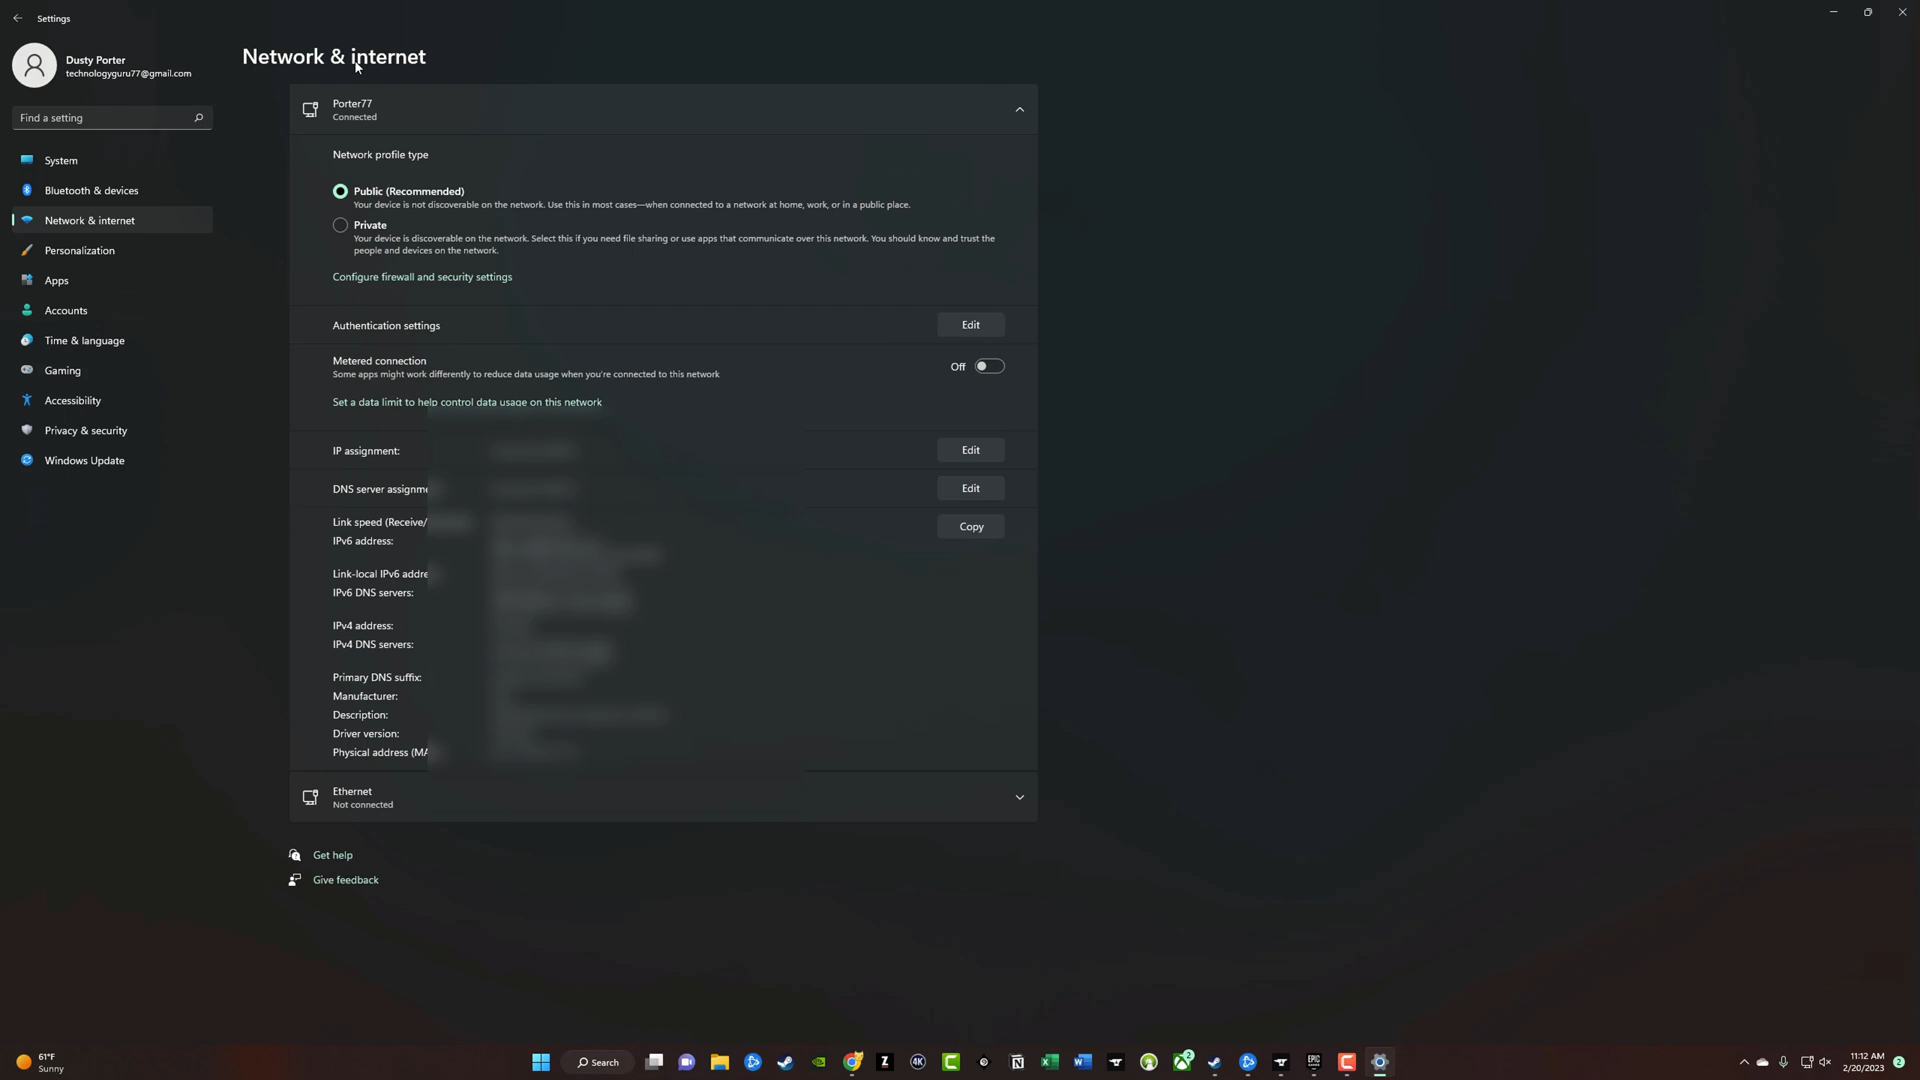 Settings
Dusty Porter
technologyguru77@gmail.com
Find a setting
System
Bluetooth & devices
Network & internet
Personalization
Apps
Accounts
Time & language
Gaming
Accessibility
Privacy & security
Windows Update
Network & internet
Porter77
Connected
Network profile type
Public (Recommended)
Your device is not discoverable on the network. Use this in most cases—when connected to a network at home, work, or in a public place.
Private
Your device is discoverable on the network. Select this if you need file sharing or use apps that communicate over this network. You should know and trust the
people and devices on the network.
Configure firewall and security settings
Authentication settings
Edit
Metered connection
Some apps might work differently to reduce data usage when you're connected to this network
Off
Set a data limit to help control data usage on this network
IP assignment:
Edit
DNS server assignme
Edit
Link speed (Receive/
Copy
IPv6 address:
Link-local IPv6 addre
IPv6 DNS servers:
IPv4 address:
IPv4 DNS servers:
Primary DNS suffix:
Manufacturer:
Description:
Driver version:
Physical address (MA
Ethernet
Not connected
Get help
Give feedback
61°F
Sunny
Search
Z
4K
C
N
2
EPIC
C
11:12 AM
2/20/2023
2